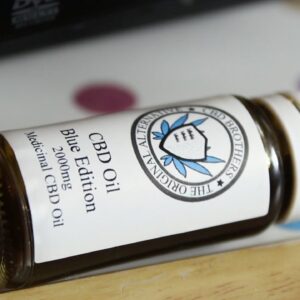 CBD Oil
Blue Edition
2000mg
Medicinal CBD Oil
CBD BROTHERS
THE ORIGINAL ALTERNATIVE